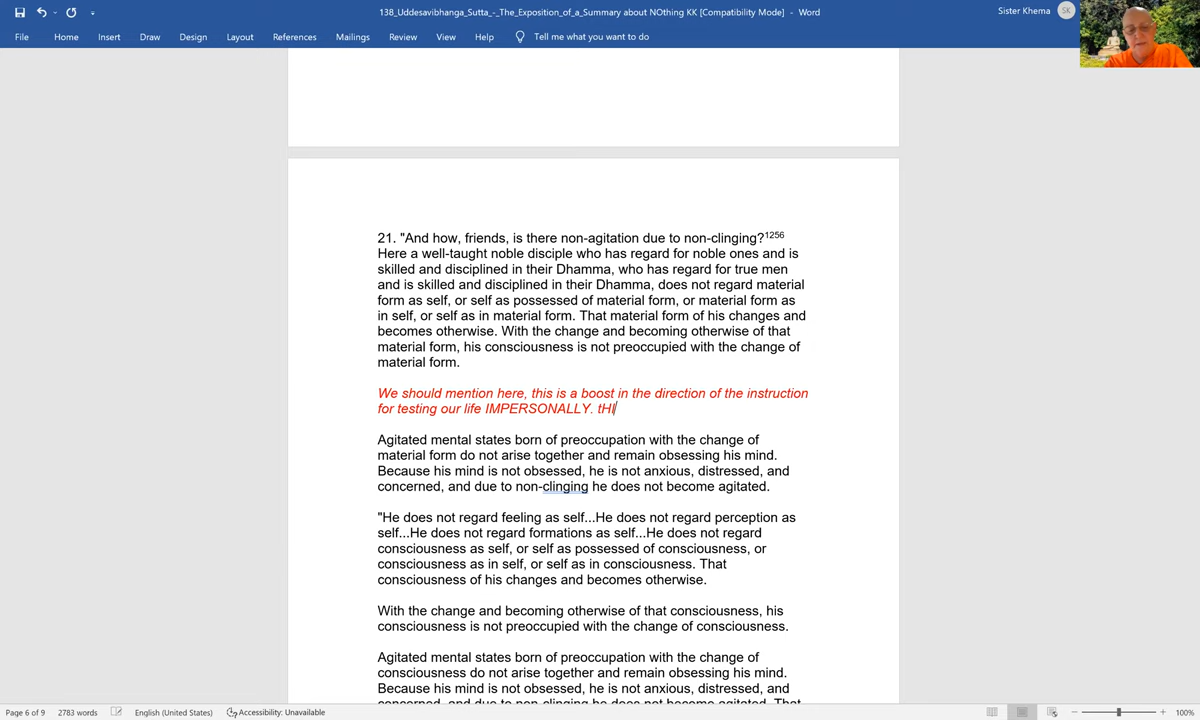 138_Uddesavibhanga_Sutta_-_The_Exposition_of_a_Summary about NOthing KK [Compatibility Mode] - Word
Sister Khema SK
File Home Insert Draw Design Layout References Mailings Review View Help Tell me what you want to do
21. "And how, friends, is there non-agitation due to non-clinging?1256
Here a well-taught noble disciple who has regard for noble ones and is
skilled and disciplined in their Dhamma, who has regard for true men
and is skilled and disciplined in their Dhamma, does not regard material
form as self, or self as possessed of material form, or material form as
in self, or self as in material form. That material form of his changes and
becomes otherwise. With the change and becoming otherwise of that
material form, his consciousness is not preoccupied with the change of
material form.
We should mention here, this is a boost in the direction of the instruction
for testing our life IMPERSONALLY. tHI
Agitated mental states born of preoccupation with the change of
material form do not arise together and remain obsessing his mind.
Because his mind is not obsessed, he is not anxious, distressed, and
concerned, and due to non-clinging he does not become agitated.
"He does not regard feeling as self...He does not regard perception as
self...He does not regard formations as self...He does not regard
consciousness as self, or self as possessed of consciousness, or
consciousness as in self, or self as in consciousness. That
consciousness of his changes and becomes otherwise.
With the change and becoming otherwise of that consciousness, his
consciousness is not preoccupied with the change of consciousness.
Agitated mental states born of preoccupation with the change of
consciousness do not arise together and remain obsessing his mind.
Because his mind is not obsessed, he is not anxious, distressed, and
concerned, and due to non-clinging he does not become agitated. That
Page 6 of 9 2783 words English (United States) Accessibility: Unavailable 100%